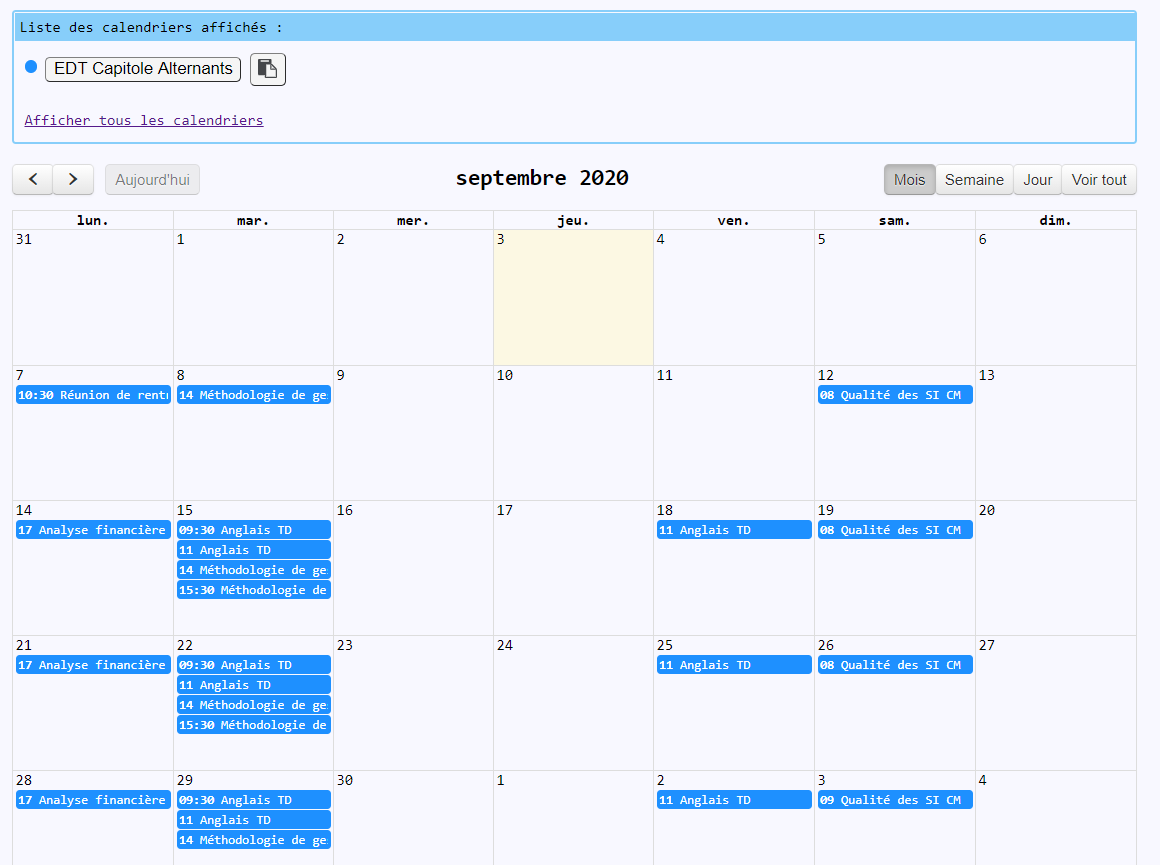 Liste des calendriers affichés :
EDT Capitole Alternants
Afficher tous les calendriers
Aujourd'hui
septembre 2020
Mois Semaine Jour Voir tout
lun. mar. mer. jeu. ven. sam. dim.
31 1 2 3 4 5 6
7 8 9 10 11 12 13
10:30 Réunion de rent 14 Méthodologie de ge 08 Qualité des SI CM
14 15 16 17 18 19 20
17 Analyse financière 09:30 Anglais TD 11 Anglais TD 08 Qualité des SI CM
11 Anglais TD
14 Méthodologie de ge
15:30 Méthodologie de
21 22 23 24 25 26 27
17 Analyse financière 09:30 Anglais TD 11 Anglais TD 08 Qualité des SI CM
11 Anglais TD
14 Méthodologie de ge
15:30 Méthodologie de
28 29 30 1 2 3 4
17 Analyse financière 09:30 Anglais TD 11 Anglais TD 09 Qualité des SI CM
11 Anglais TD
14 Méthodologie de ge